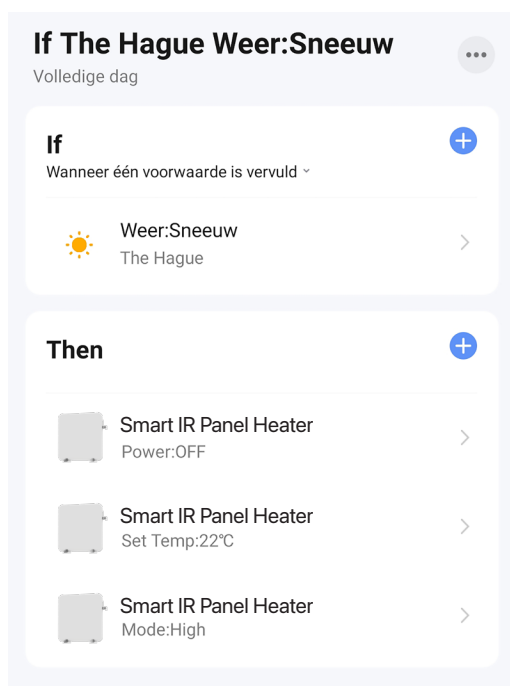 If The Hague Weer:Sneeuw
Volledige dag
If
Wanneer één voorwaarde is vervuld
Weer:Sneeuw
The Hague
Then
Smart IR Panel Heater
Power:OFF
Smart IR Panel Heater
Set Temp:22℃
Smart IR Panel Heater
Mode:High